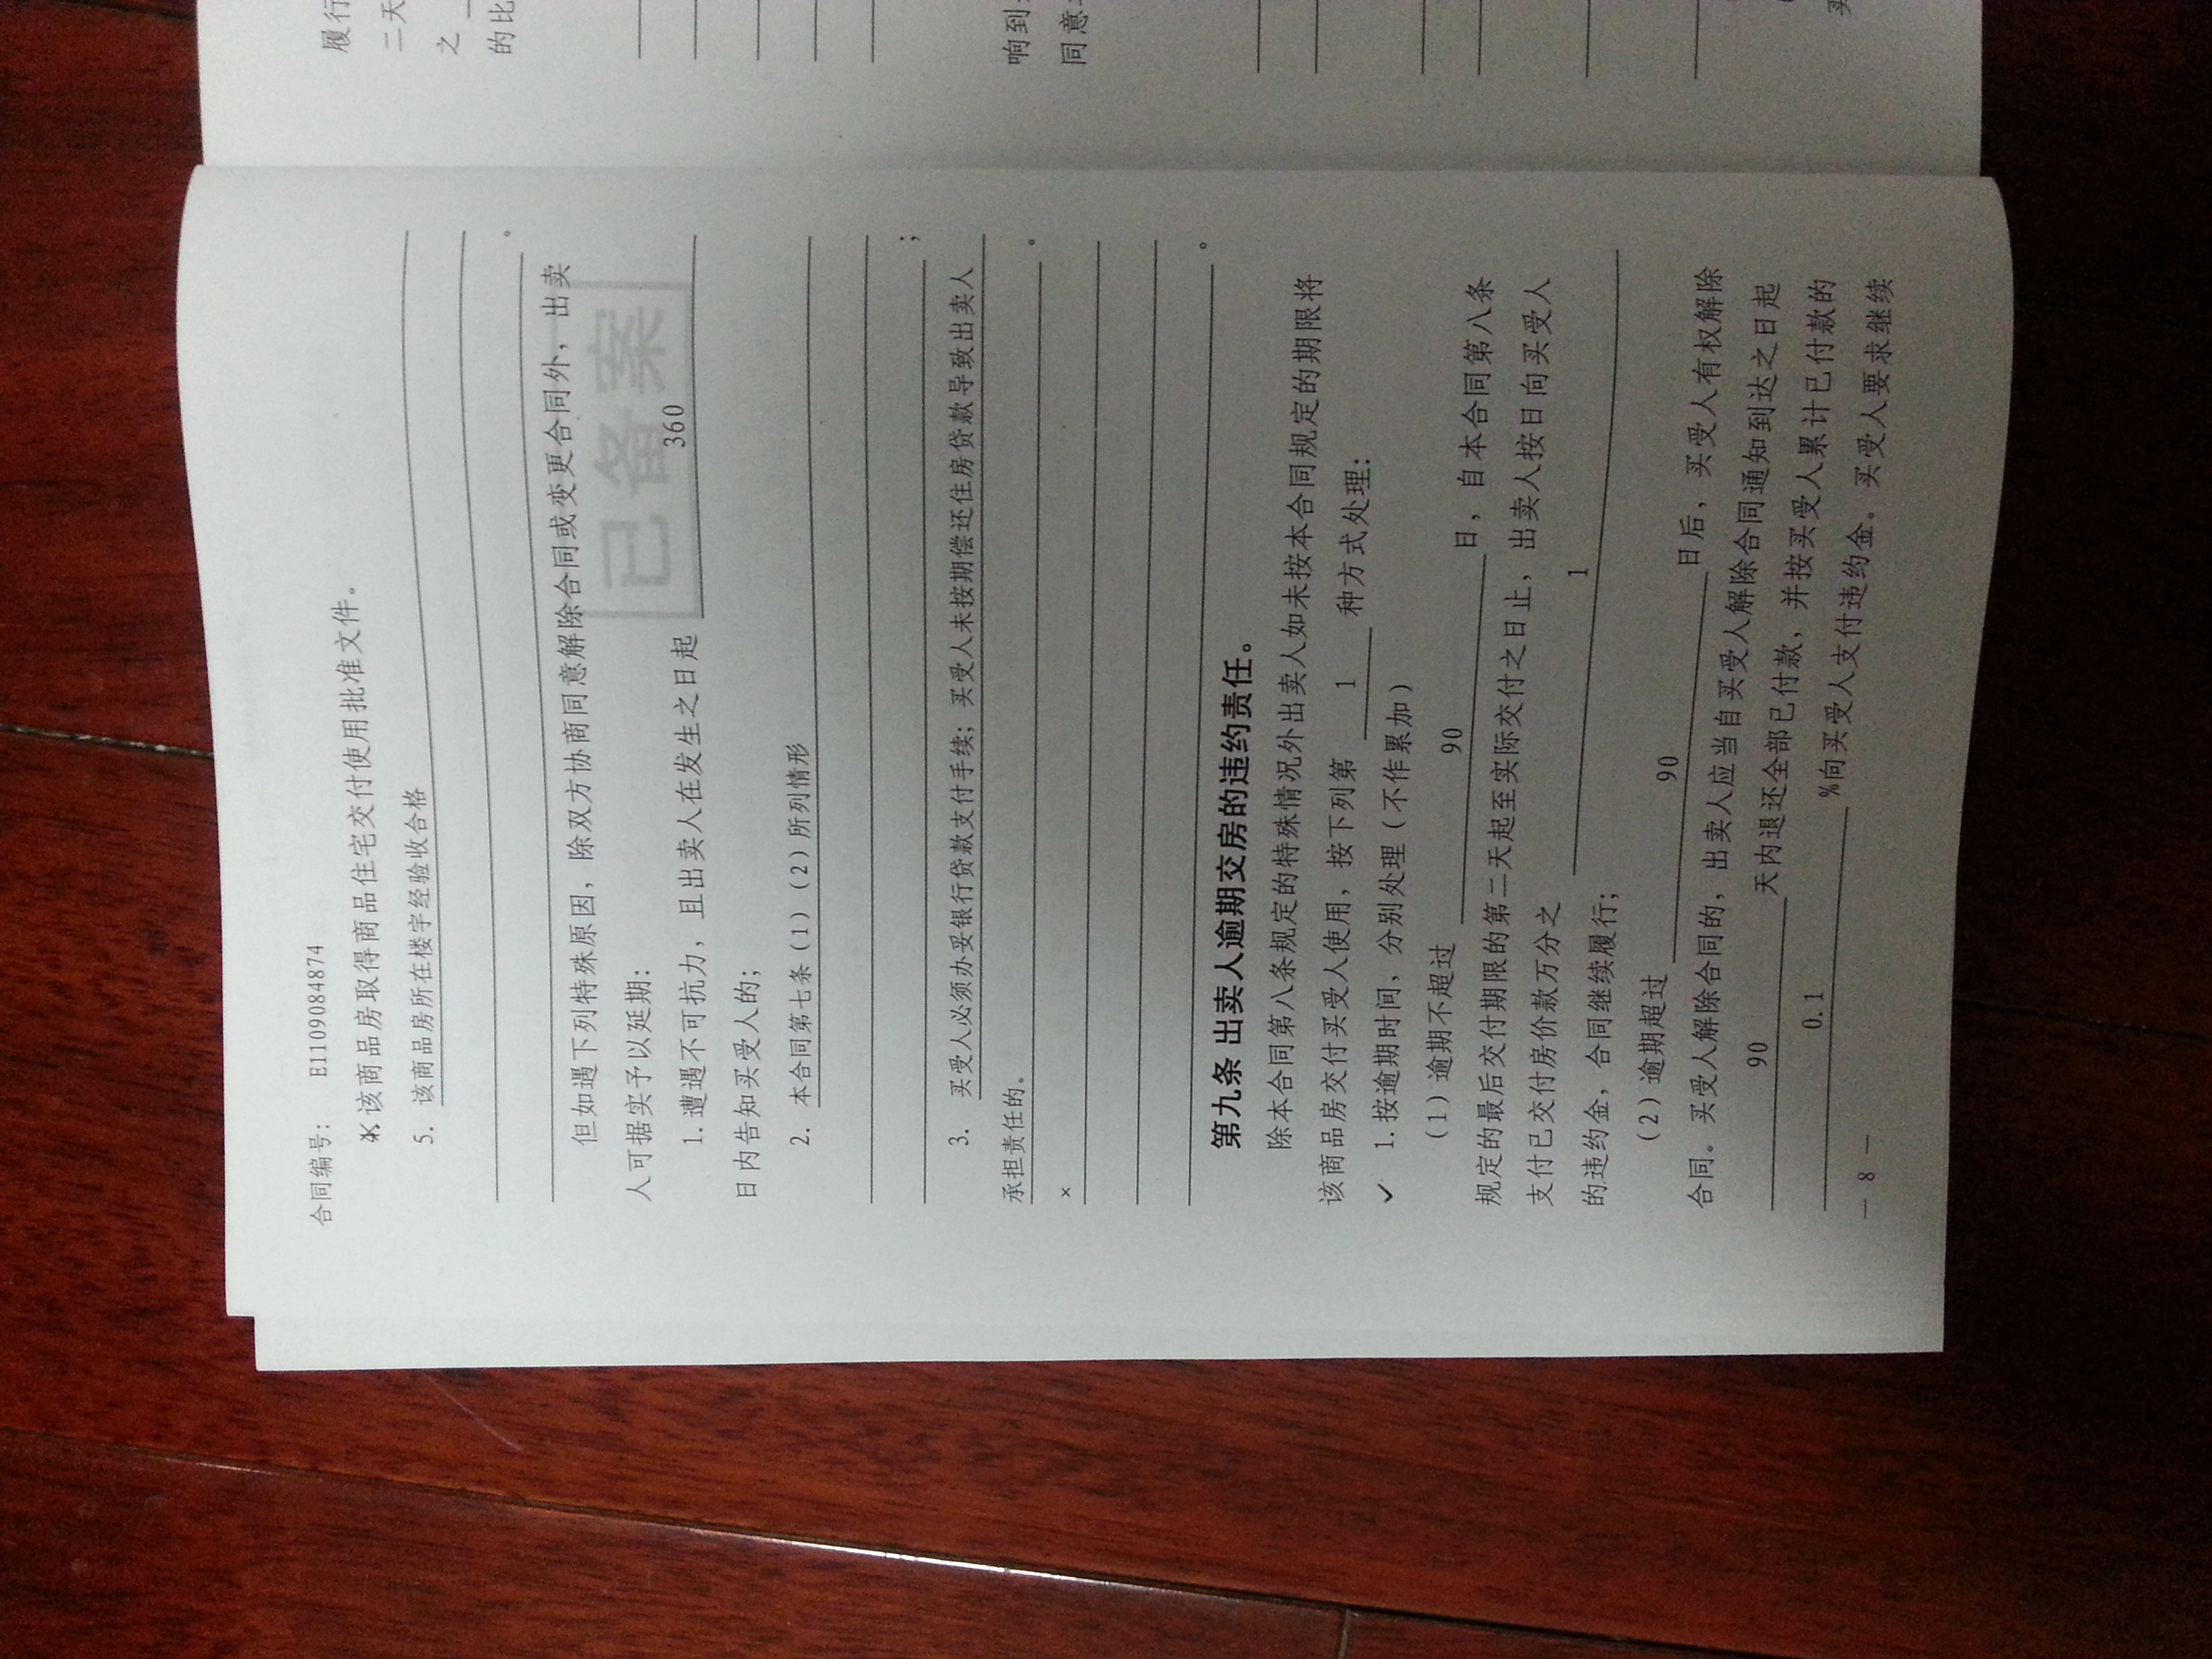 合同编号： E1109084874
该商品房取得商品住宅交付使用批准文件。
5. 该商品房所在楼宇经验收合格
。
但如遇下列特殊原因，除双方协商同意解除合同或变更合同外，出卖
人可据实予以延期：
1. 遭遇不可抗力，且出卖人在发生之日起 360
日内告知买受人的；
2. 本合同第七条（1）（2）所列情形
；
3. 买受人必须办妥银行贷款支付手续；买受人未按期偿还住房贷款导致出卖人
承担责任的。
。
×
。
第九条 出卖人逾期交房的违约责任。
除本合同第八条规定的特殊情况外出卖人如未按本合同规定的期限将
该商品房交付买受人使用，按下列第 1 种方式处理：
✓ 1. 按逾期时间，分别处理（不作累加）
（1）逾期不超过 90 日，自本合同第八条
规定的最后交付期限的第二天起至实际交付之日止，出卖人按日向买受人
支付已交付房价款万分之 1
的违约金，合同继续履行；
（2）逾期超过 90 日后，买受人有权解除
合同。买受人解除合同的，出卖人应当自买受人解除合同通知到达之日起
90 天内退还全部已付款，并按买受人累计已付款的
0.1 %向买受人支付违约金。买受人要求继续
— 8 —
已备案
履行
二天
之
的比
响到
同意
买